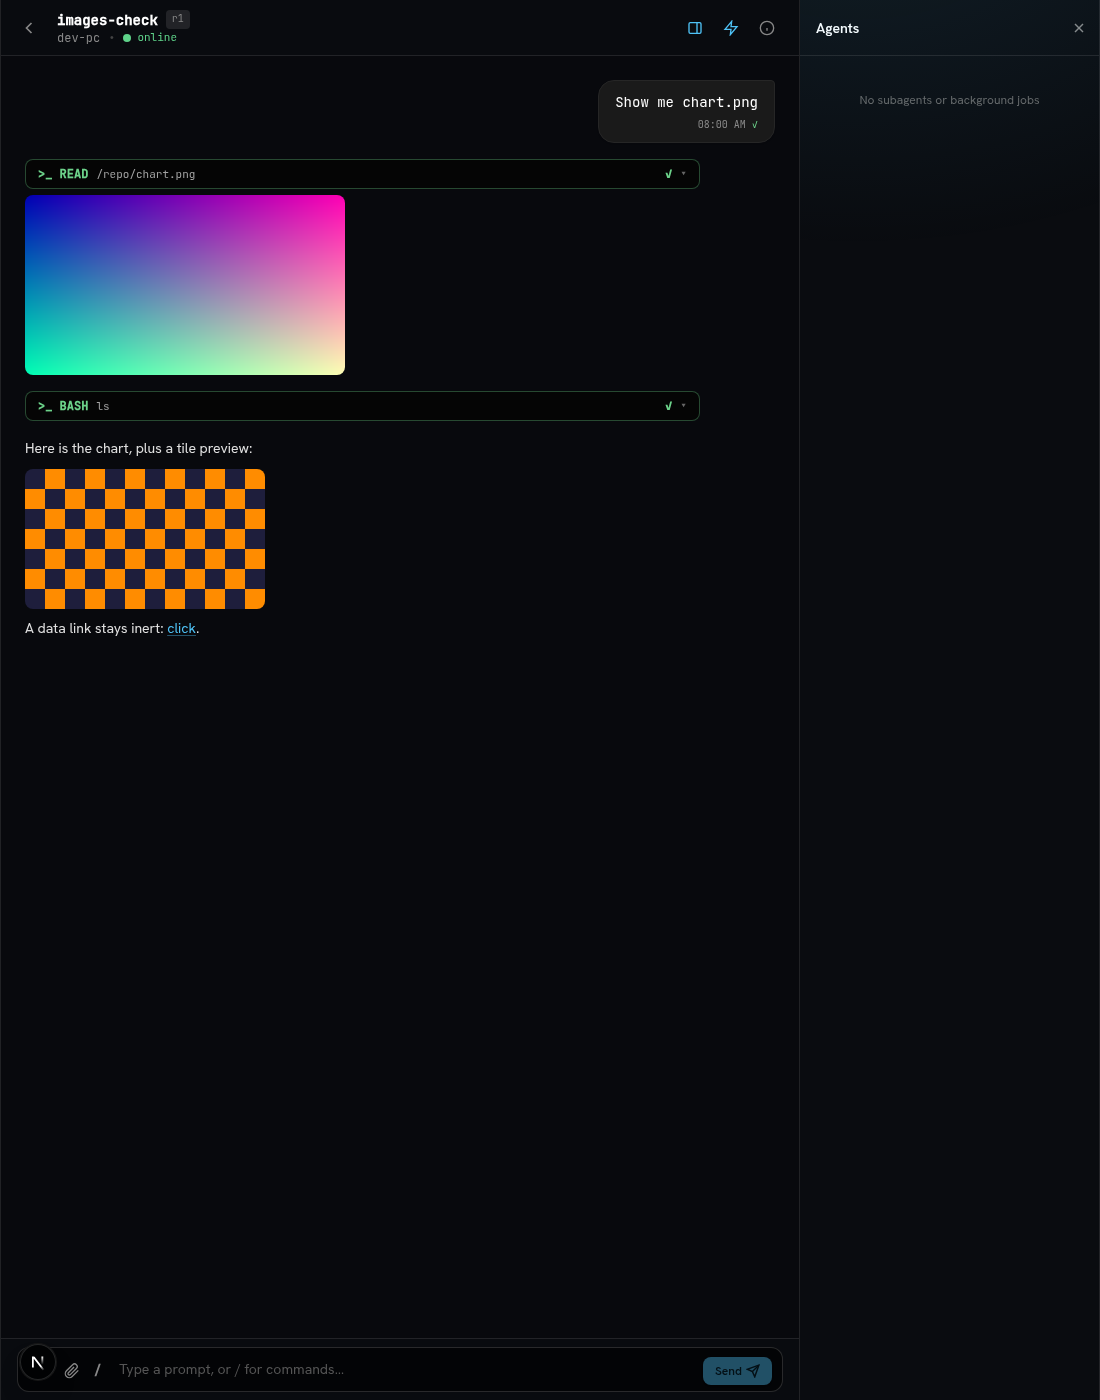 images-check r1
dev-pc • online
Agents
No subagents or background jobs
Show me chart.png
08:00 AM ✓
>_ READ /repo/chart.png ✓
>_ BASH ls ✓
Here is the chart, plus a tile preview:
A data link stays inert: click.
N / Type a prompt, or / for commands... Send